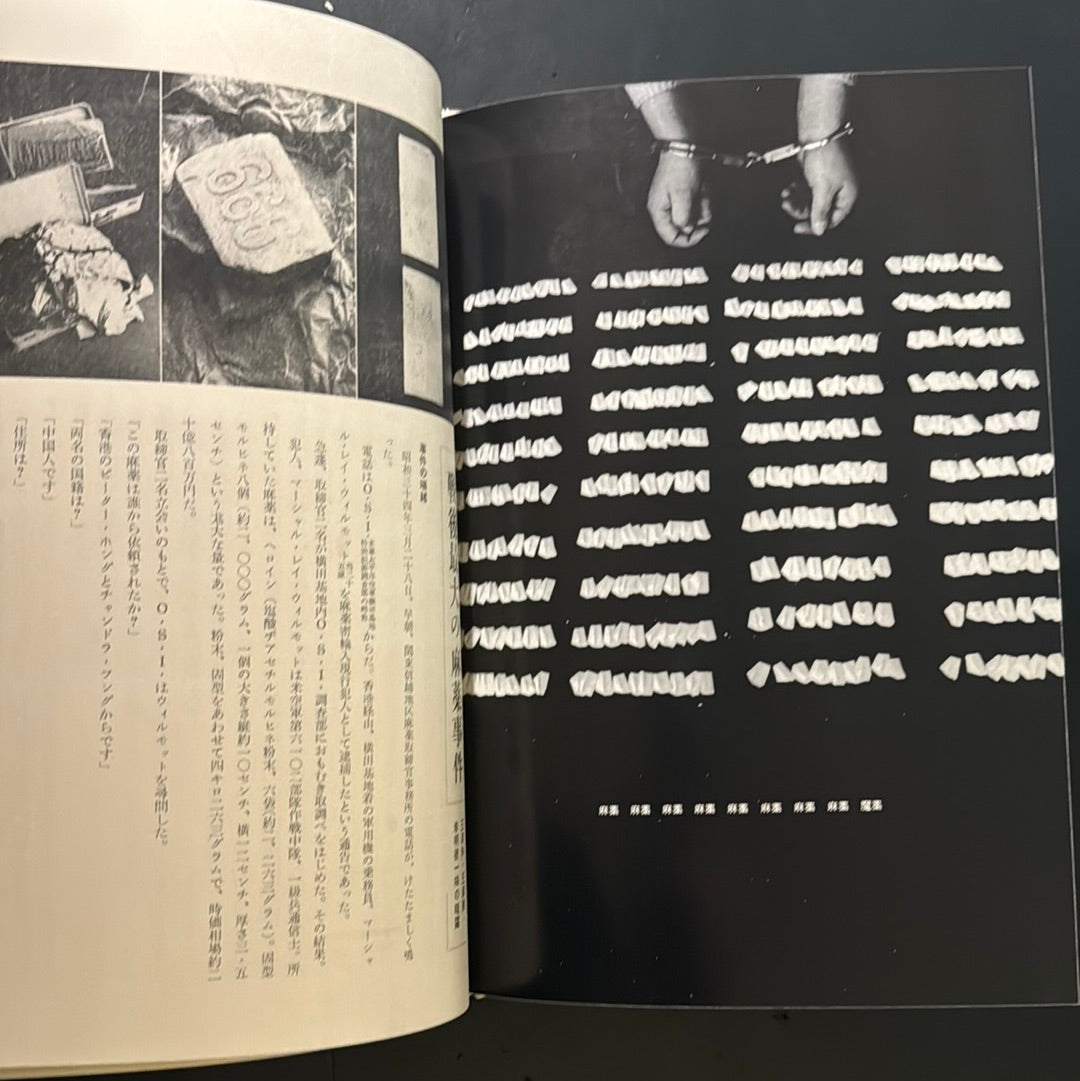 麻薬 麻薬 麻薬 麻薬 麻薬 麻薬 麻薬 麻薬 魔薬
最大の麻薬事件
事件の端緒
昭和三十四年 月二十八日。早朝。関東信越地区麻薬取締官事務所の電話が、けたたましく鳴
った。
電話はO・S・I からだ。香港経由、横田基地着の軍用機の乗務員、マーシャ
ル・レイ・ウィルモット を麻薬密輸入現行犯人として逮捕したという通告であった。
急遽、取締官二名が横田基地内O・S・I・調査部におもむき取調べをはじめた。その結果。
犯人、マーシャル・レイ・ウィルモットは米空軍第六一〇二部隊作戦中隊、一級兵通信士。所
持していた麻薬は、ヘロイン(塩酸ヂアセチルモルヒネ粉末、六袋(約二、二六三グラム)。固型
モルヒネ八個(約二、〇〇〇グラム、一個の大きさ縦約一〇センチ、横一二センチ、厚さ三・五
センチ)という莫大な量であった。粉末、固型をあわせて四キロ二六三グラムで、時価相場約二
十億八百万円だ。
取締官二名立合いのもとで、O・S・I・はウィルモットを尋問した。
「この麻薬は誰から依頼されたか?」
「香港のピーター・ホングとチャンドラ・ワングからです」
「両名の国籍は?」
「中国人です」
「住所は?」
999